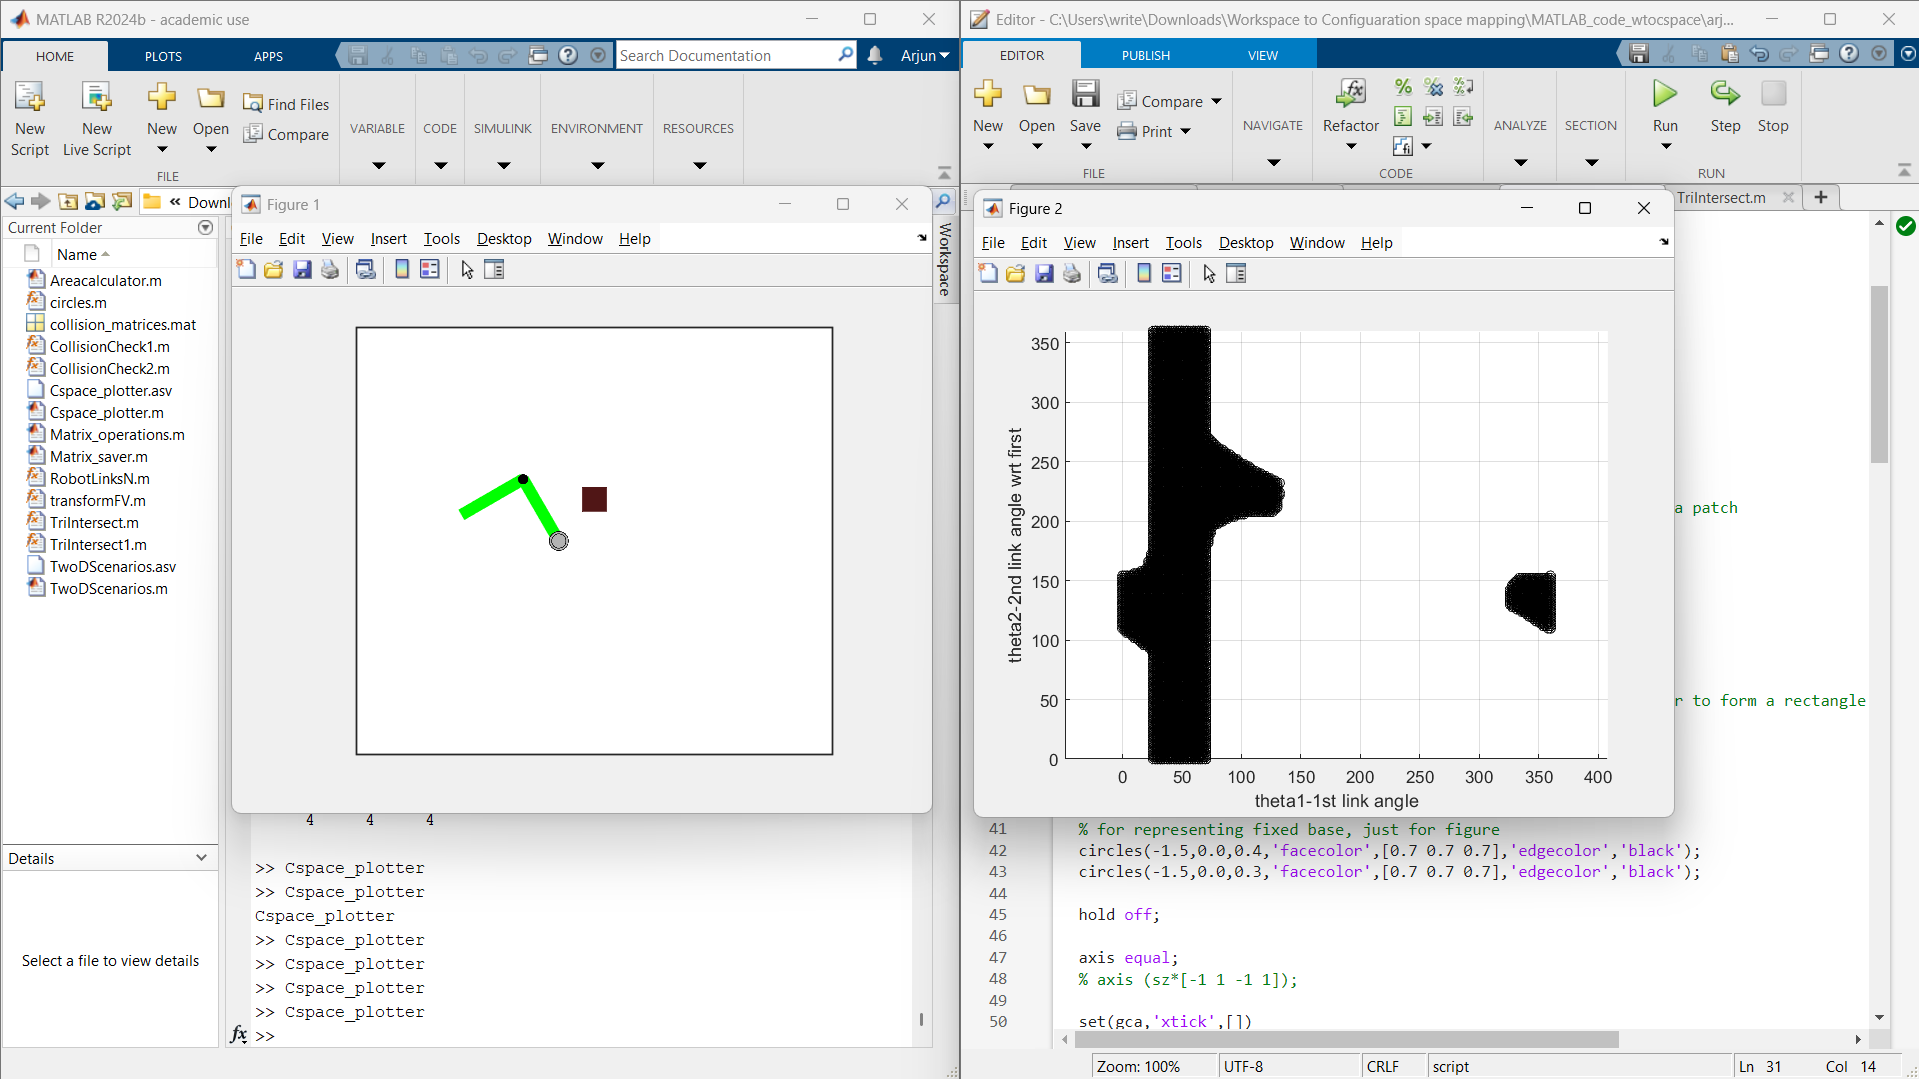 MATLAB R2024b - academic use
HOME
PLOTS
APPS
Search Documentation
Arjun
New
Script
New
Live Script
New
Open
Find Files
Compare
FILE
VARIABLE
CODE
SIMULINK
ENVIRONMENT
RESOURCES
« Downl
Current Folder
Name
Areacalculator.m
circles.m
collision_matrices.mat
CollisionCheck1.m
CollisionCheck2.m
Cspace_plotter.asv
Cspace_plotter.m
Matrix_operations.m
Matrix_saver.m
RobotLinksN.m
transformFV.m
TriIntersect.m
TriIntersect1.m
TwoDScenarios.asv
TwoDScenarios.m
Details
Select a file to view details
Workspace
Figure 1
File Edit View Insert Tools Desktop Window Help
4 4 4
>> Cspace_plotter
>> Cspace_plotter
Cspace_plotter
>> Cspace_plotter
>> Cspace_plotter
>> Cspace_plotter
>> Cspace_plotter
fx >>
Editor - C:\Users\write\Downloads\Workspace to Configuaration space mapping\MATLAB_code_wtocspace\arj...
EDITOR
PUBLISH
VIEW
New
Open
Save
Compare
Print
FILE
NAVIGATE
Refactor
CODE
ANALYZE
SECTION
Run
Step
Stop
RUN
TriIntersect.m
Figure 2
File Edit View Insert Tools Desktop Window Help
350
300
250
200
150
100
50
0
theta2-2nd link angle wrt first
0 50 100 150 200 250 300 350 400
theta1-1st link angle
a patch
r to form a rectangle
41 % for representing fixed base, just for figure
42 circles(-1.5,0.0,0.4,'facecolor',[0.7 0.7 0.7],'edgecolor','black');
43 circles(-1.5,0.0,0.3,'facecolor',[0.7 0.7 0.7],'edgecolor','black');
44
45 hold off;
46
47 axis equal;
48 % axis (sz*[-1 1 -1 1]);
49
50 set(gca,'xtick',[])
Zoom: 100%
UTF-8
CRLF
script
Ln 31
Col 14